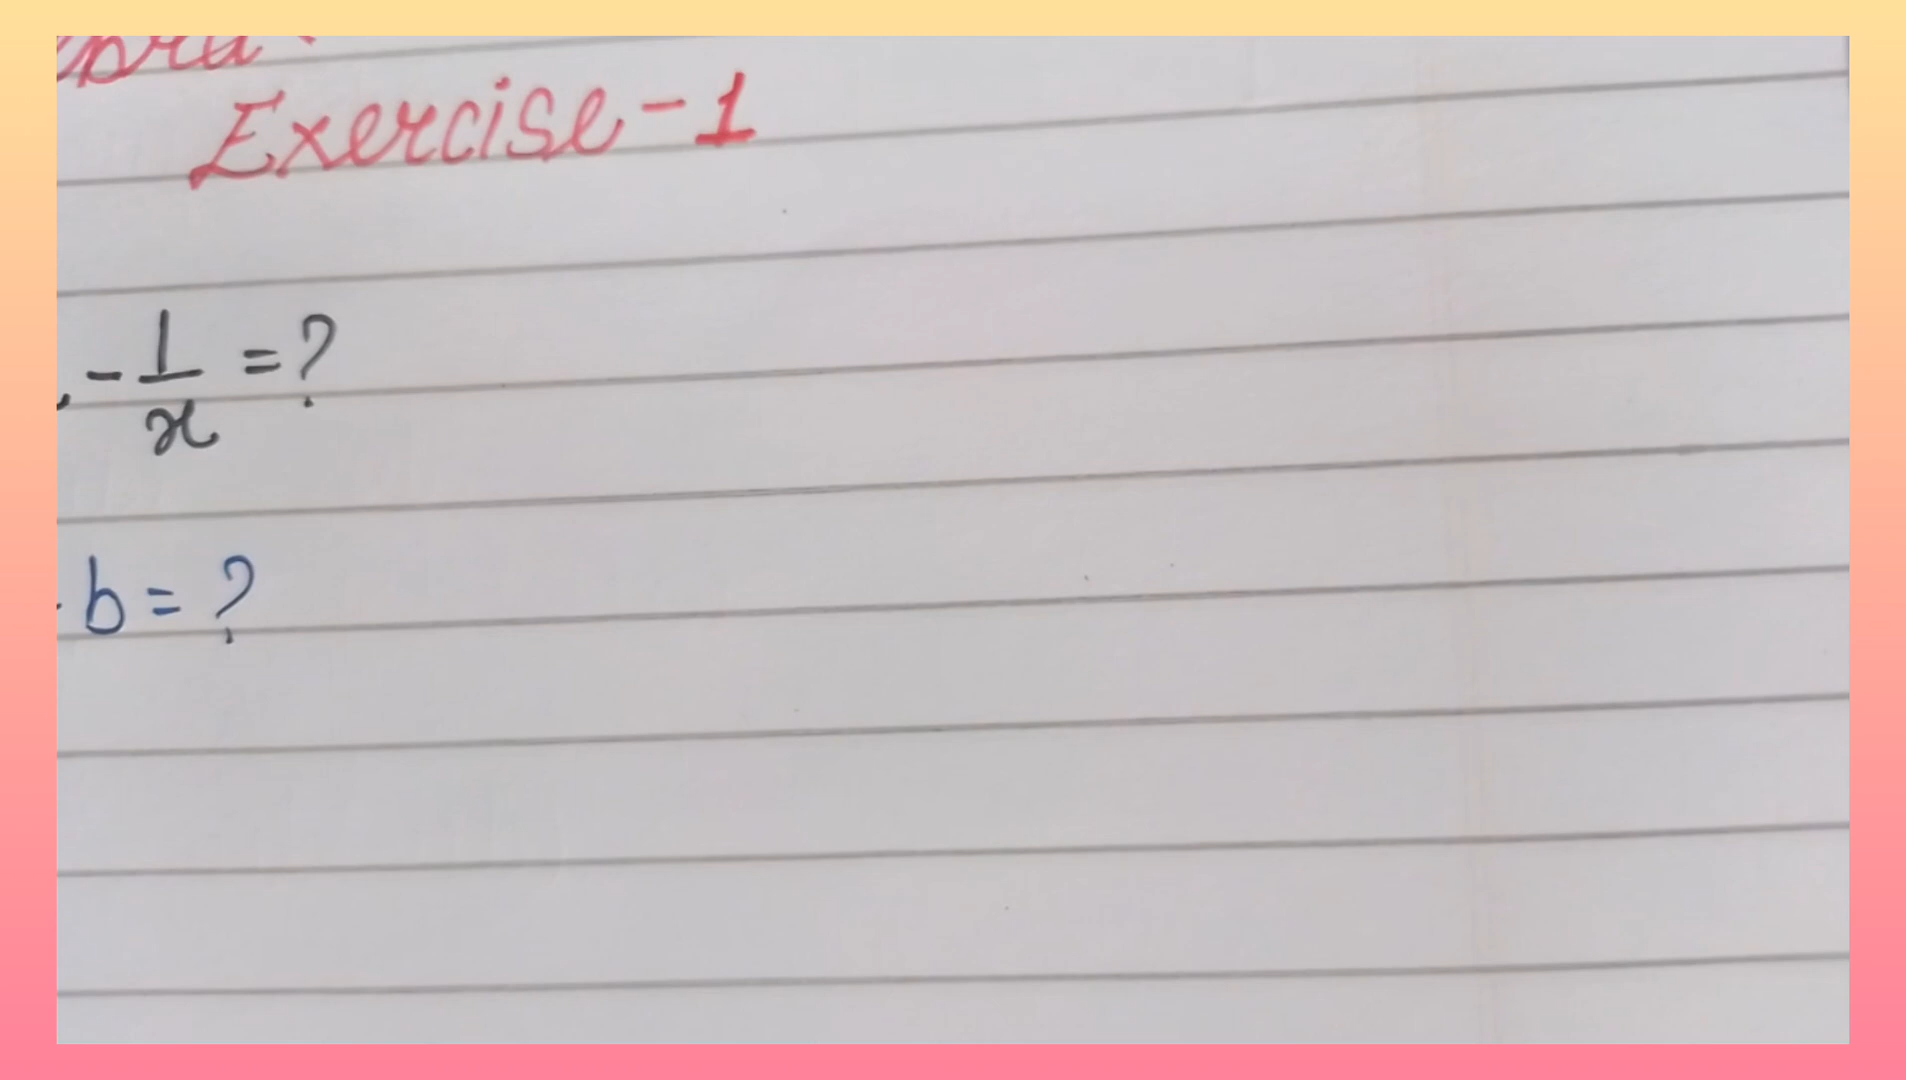 Exercise-1
- 1/x = ?
b = ?